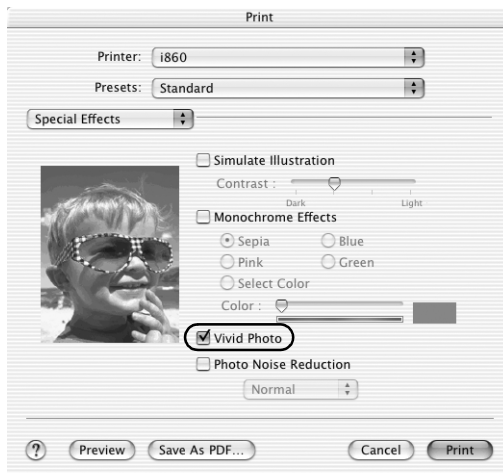 Print
Printer: i860
Presets: Standard
Special Effects
Simulate Illustration
Contrast :
Dark Light
Monochrome Effects
Sepia Blue
Pink Green
Select Color
Color :
Vivid Photo
Photo Noise Reduction
Normal
? Preview Save As PDF... Cancel Print